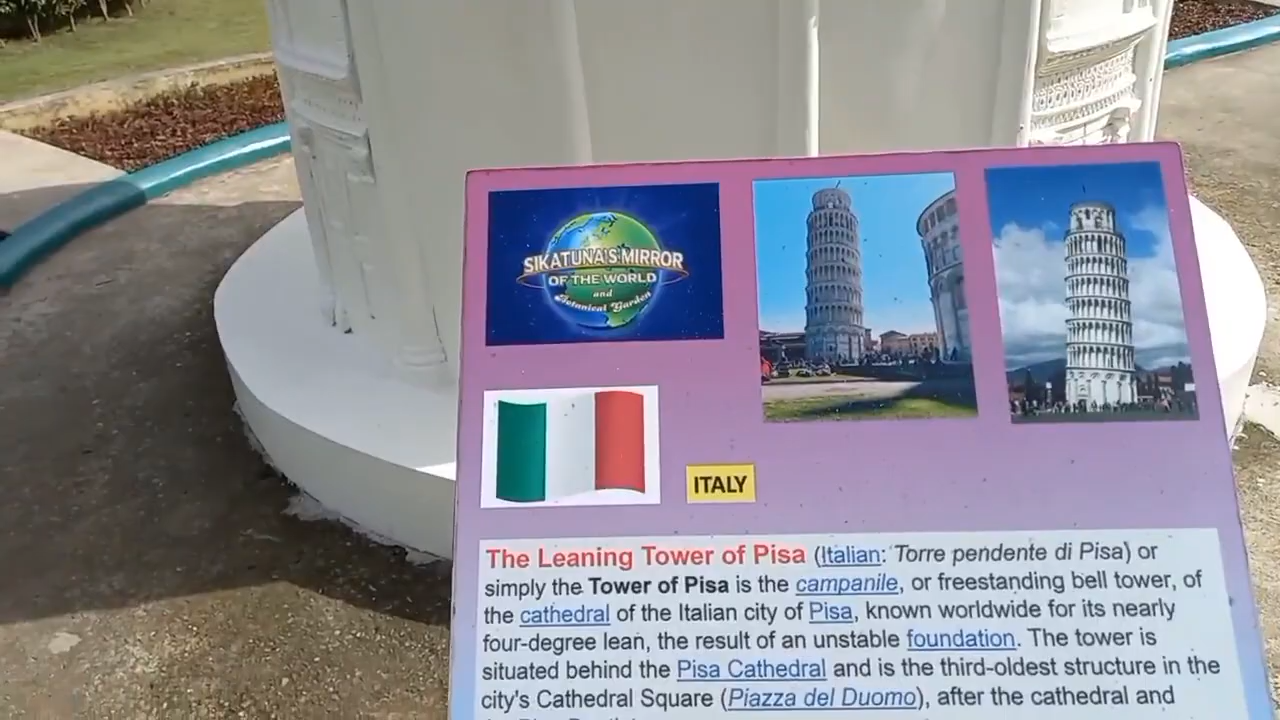 SIKATUNA'S MIRROR
OF THE WORLD
and
Botanical Garden
ITALY
The Leaning Tower of Pisa (Italian: Torre pendente di Pisa) or
simply the Tower of Pisa is the campanile, or freestanding bell tower, of
the cathedral of the Italian city of Pisa, known worldwide for its nearly
four-degree lean, the result of an unstable foundation. The tower is
situated behind the Pisa Cathedral and is the third-oldest structure in the
city's Cathedral Square (Piazza del Duomo), after the cathedral and